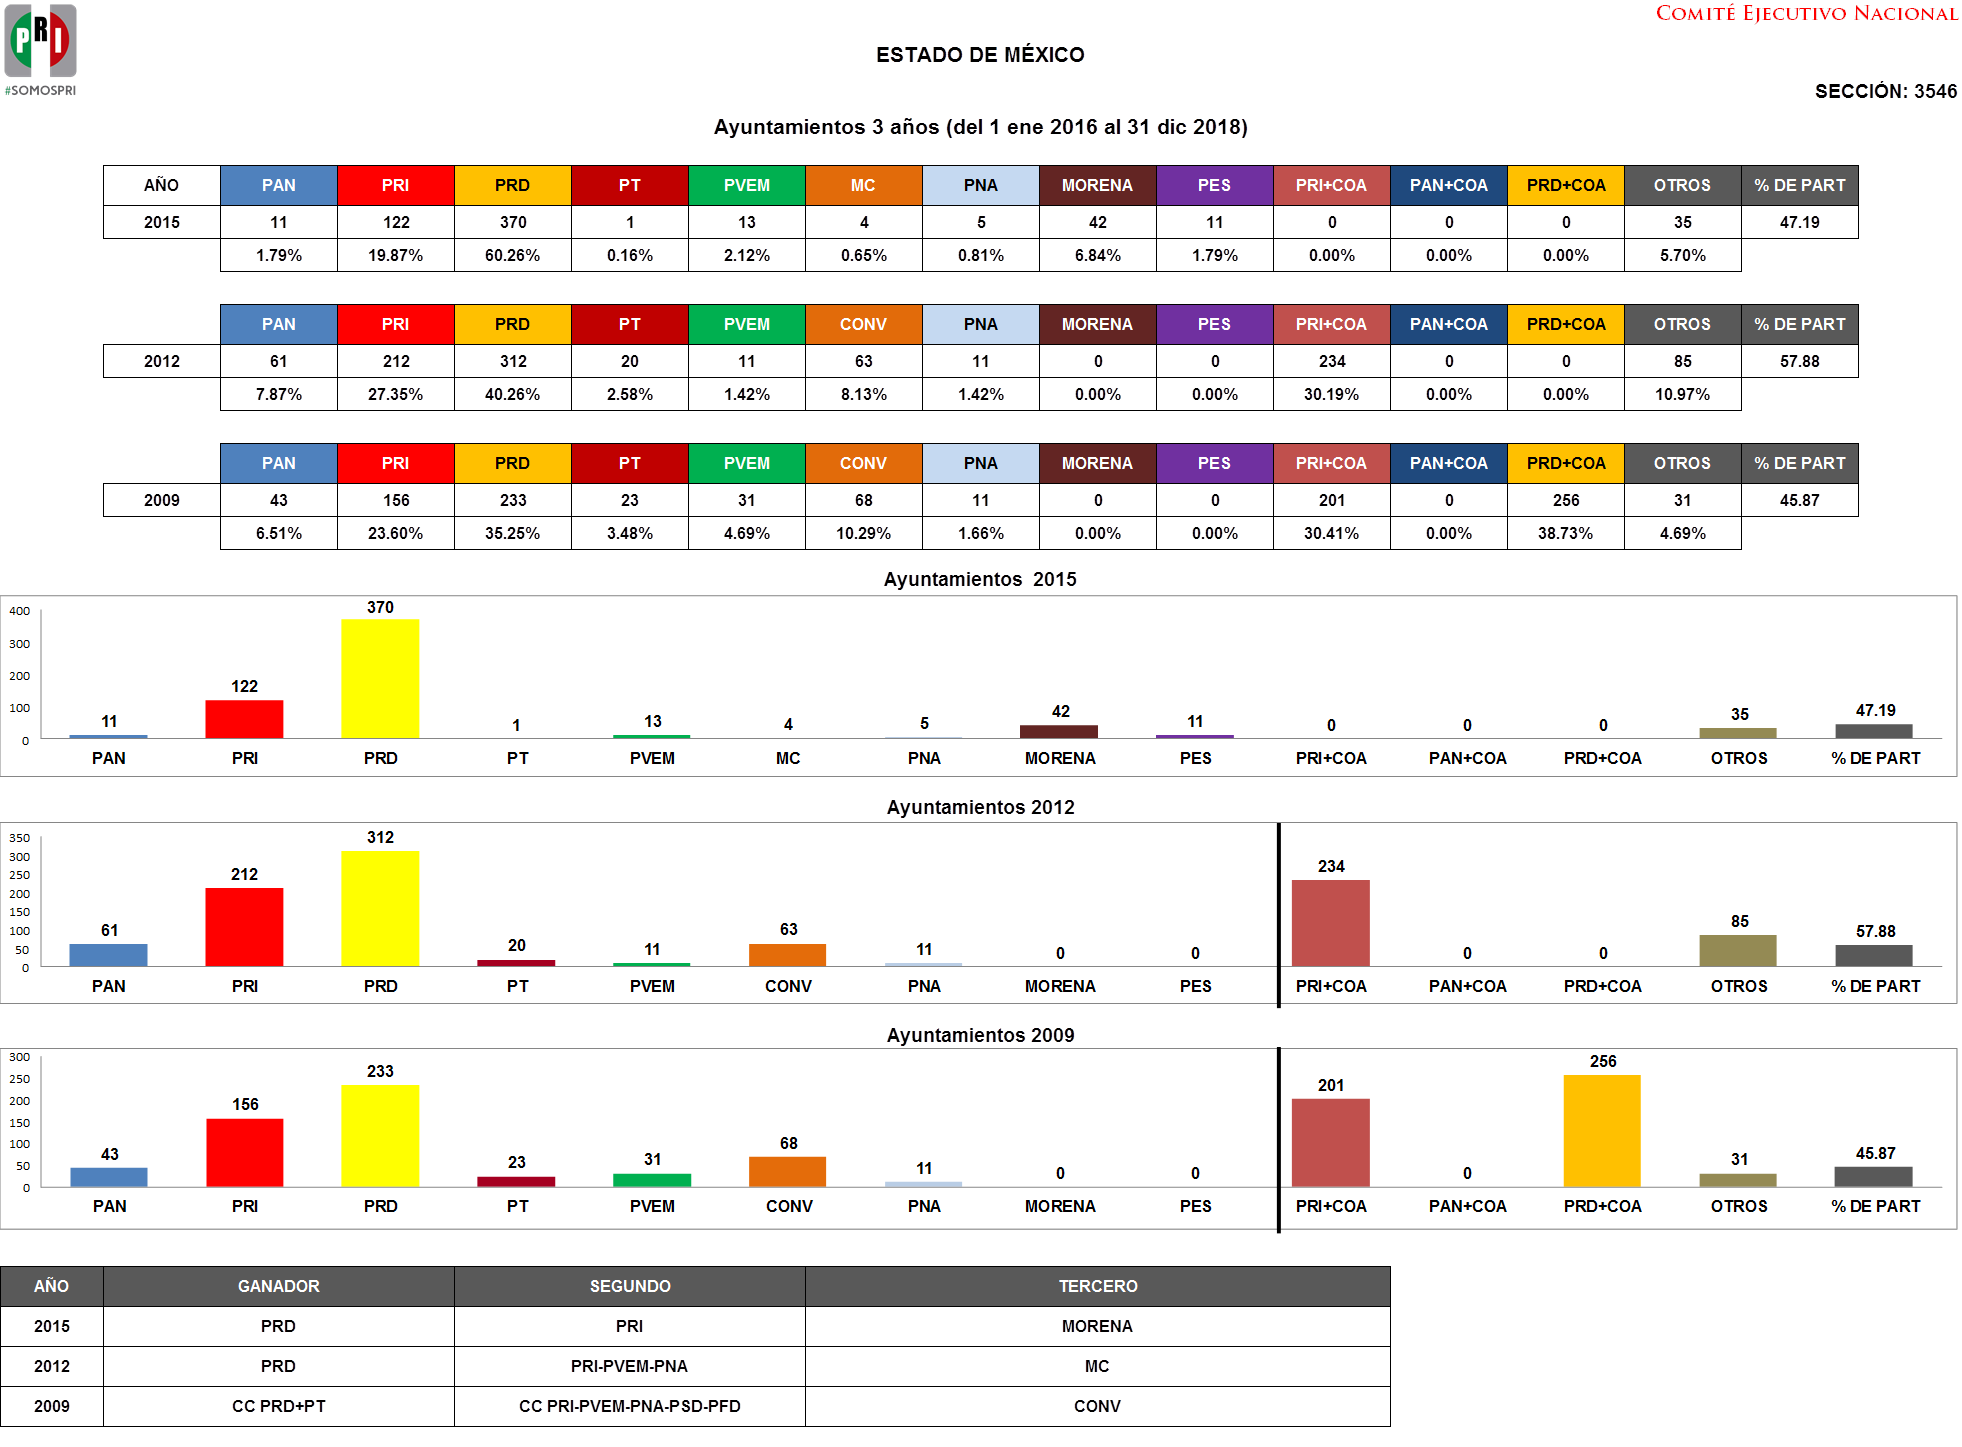 PRI
#SOMOSPRI
COMITÉ EJECUTIVO NACIONAL
ESTADO DE MÉXICO
SECCIÓN: 3546
Ayuntamientos 3 años (del 1 ene 2016 al 31 dic 2018)
AÑO PAN PRI PRD PT PVEM MC PNA MORENA PES PRI+COA PAN+COA PRD+COA OTROS % DE PART
2015 11 122 370 1 13 4 5 42 11 0 0 0 35 47.19
1.79% 19.87% 60.26% 0.16% 2.12% 0.65% 0.81% 6.84% 1.79% 0.00% 0.00% 0.00% 5.70%
PAN PRI PRD PT PVEM CONV PNA MORENA PES PRI+COA PAN+COA PRD+COA OTROS % DE PART
2012 61 212 312 20 11 63 11 0 0 234 0 0 85 57.88
7.87% 27.35% 40.26% 2.58% 1.42% 8.13% 1.42% 0.00% 0.00% 30.19% 0.00% 0.00% 10.97%
PAN PRI PRD PT PVEM CONV PNA MORENA PES PRI+COA PAN+COA PRD+COA OTROS % DE PART
2009 43 156 233 23 31 68 11 0 0 201 0 256 31 45.87
6.51% 23.60% 35.25% 3.48% 4.69% 10.29% 1.66% 0.00% 0.00% 30.41% 0.00% 38.73% 4.69%
Ayuntamientos 2015
400
300
200
100
0
11 122 370 1 13 4 5 42 11 0 0 0 35 47.19
PAN PRI PRD PT PVEM MC PNA MORENA PES PRI+COA PAN+COA PRD+COA OTROS % DE PART
Ayuntamientos 2012
350
300
250
200
150
100
50
0
61 212 312 20 11 63 11 0 0 234 0 0 85 57.88
PAN PRI PRD PT PVEM CONV PNA MORENA PES PRI+COA PAN+COA PRD+COA OTROS % DE PART
Ayuntamientos 2009
300
250
200
150
100
50
0
43 156 233 23 31 68 11 0 0 201 0 256 31 45.87
PAN PRI PRD PT PVEM CONV PNA MORENA PES PRI+COA PAN+COA PRD+COA OTROS % DE PART
AÑO GANADOR SEGUNDO TERCERO
2015 PRD PRI MORENA
2012 PRD PRI-PVEM-PNA MC
2009 CC PRD+PT CC PRI-PVEM-PNA-PSD-PFD CONV